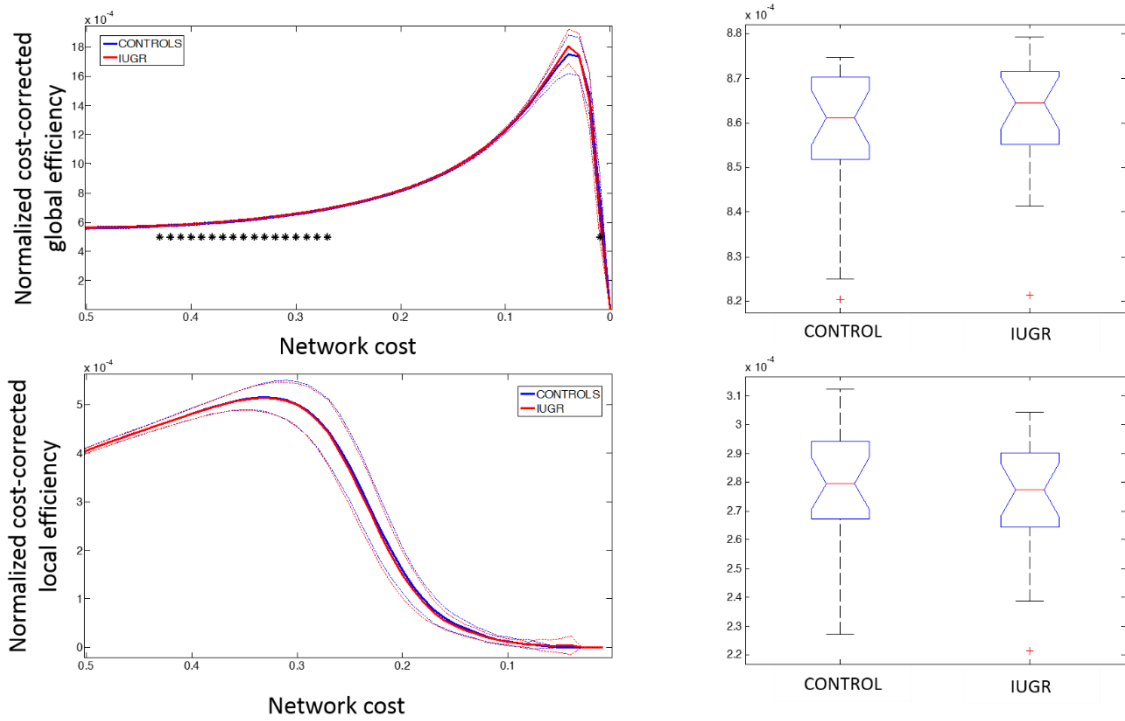 x 10⁻⁴
CONTROLS
IUGR
18
16
14
12
10
8
6
4
2
0.5
0.4
0.3
0.2
0.1
0
Normalized cost-corrected
global efficiency
Network cost
x 10⁻⁴
8.8
8.7
8.6
8.5
8.4
8.3
8.2
CONTROL
IUGR
x 10⁻⁴
CONTROLS
IUGR
6
5
4
3
2
1
0
0.5
0.4
0.3
0.2
0.1
Normalized cost-corrected
local efficiency
Network cost
x 10⁻⁴
3.1
3
2.9
2.8
2.7
2.6
2.5
2.4
2.3
2.2
CONTROL
IUGR